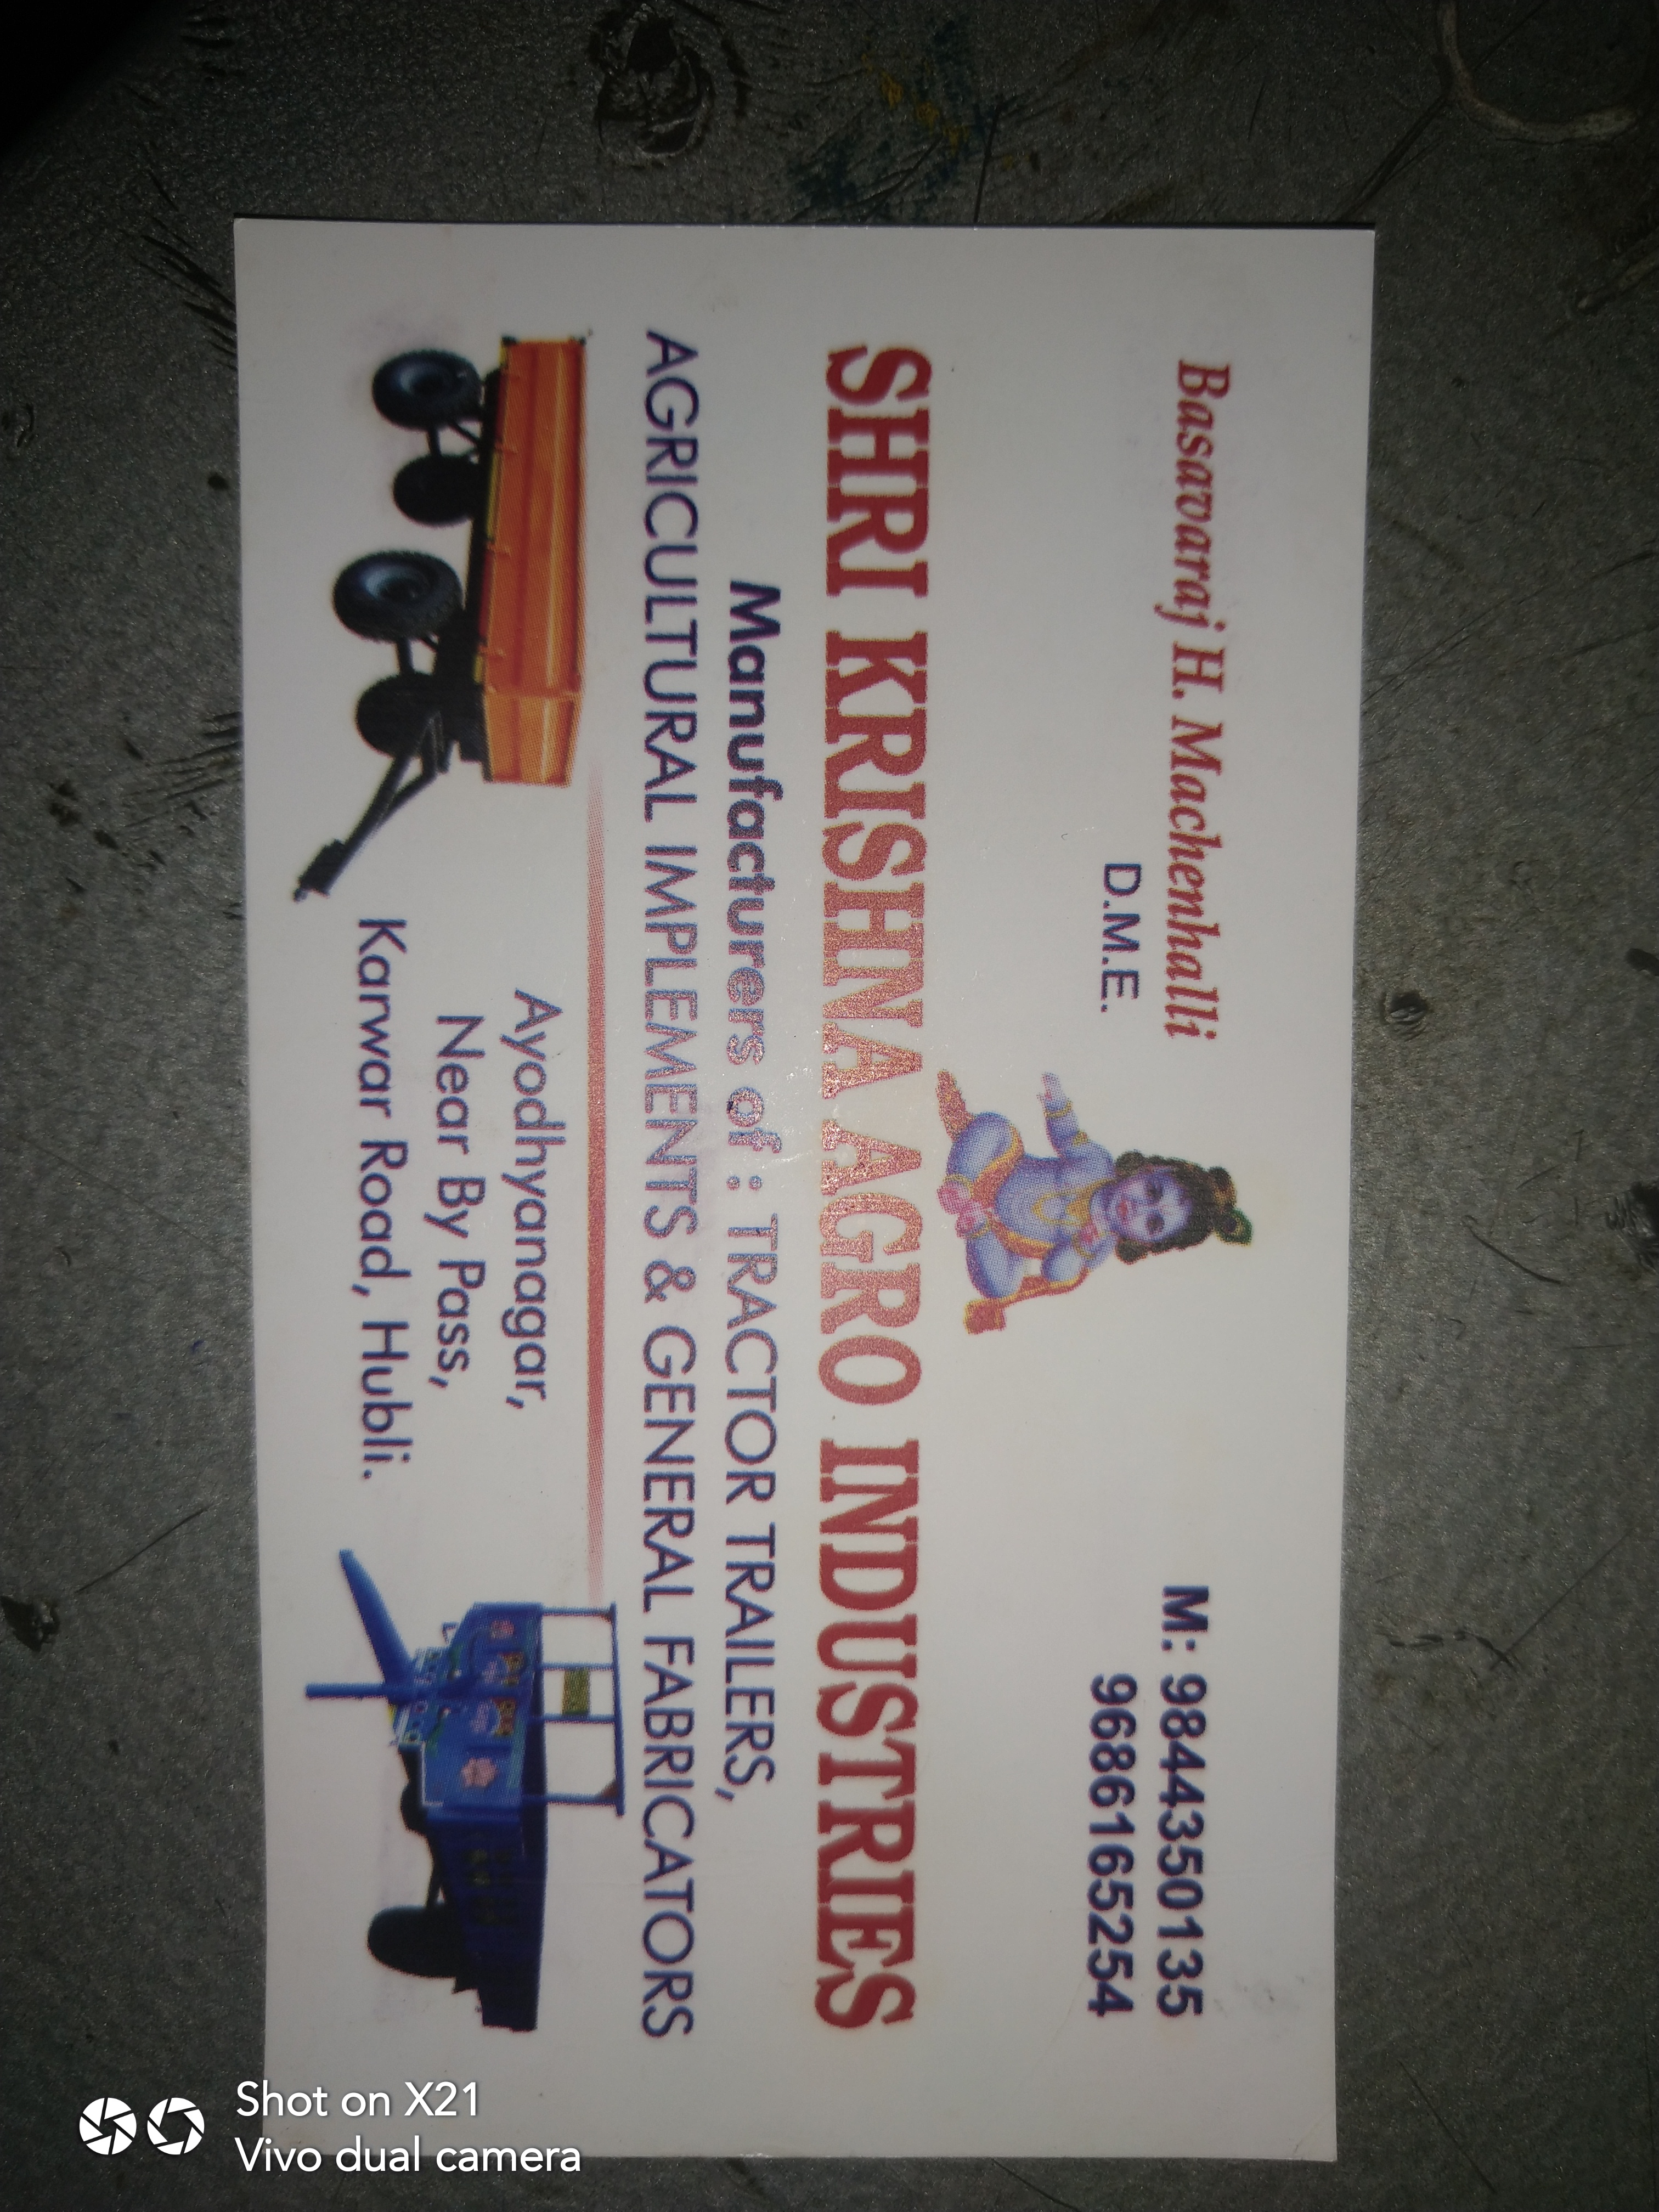 Basavaraj H. Machenhalli
D.M.E.
M: 9844350135
9686165254
SHRI KRISHNA AGRO INDUSTRIES
Manufacturers of : TRACTOR TRAILERS,
AGRICULTURAL IMPLEMENTS & GENERAL FABRICATORS
Ayodhyanagar,
Near By Pass,
Karwar Road, Hubli.
Shot on X21
Vivo dual camera